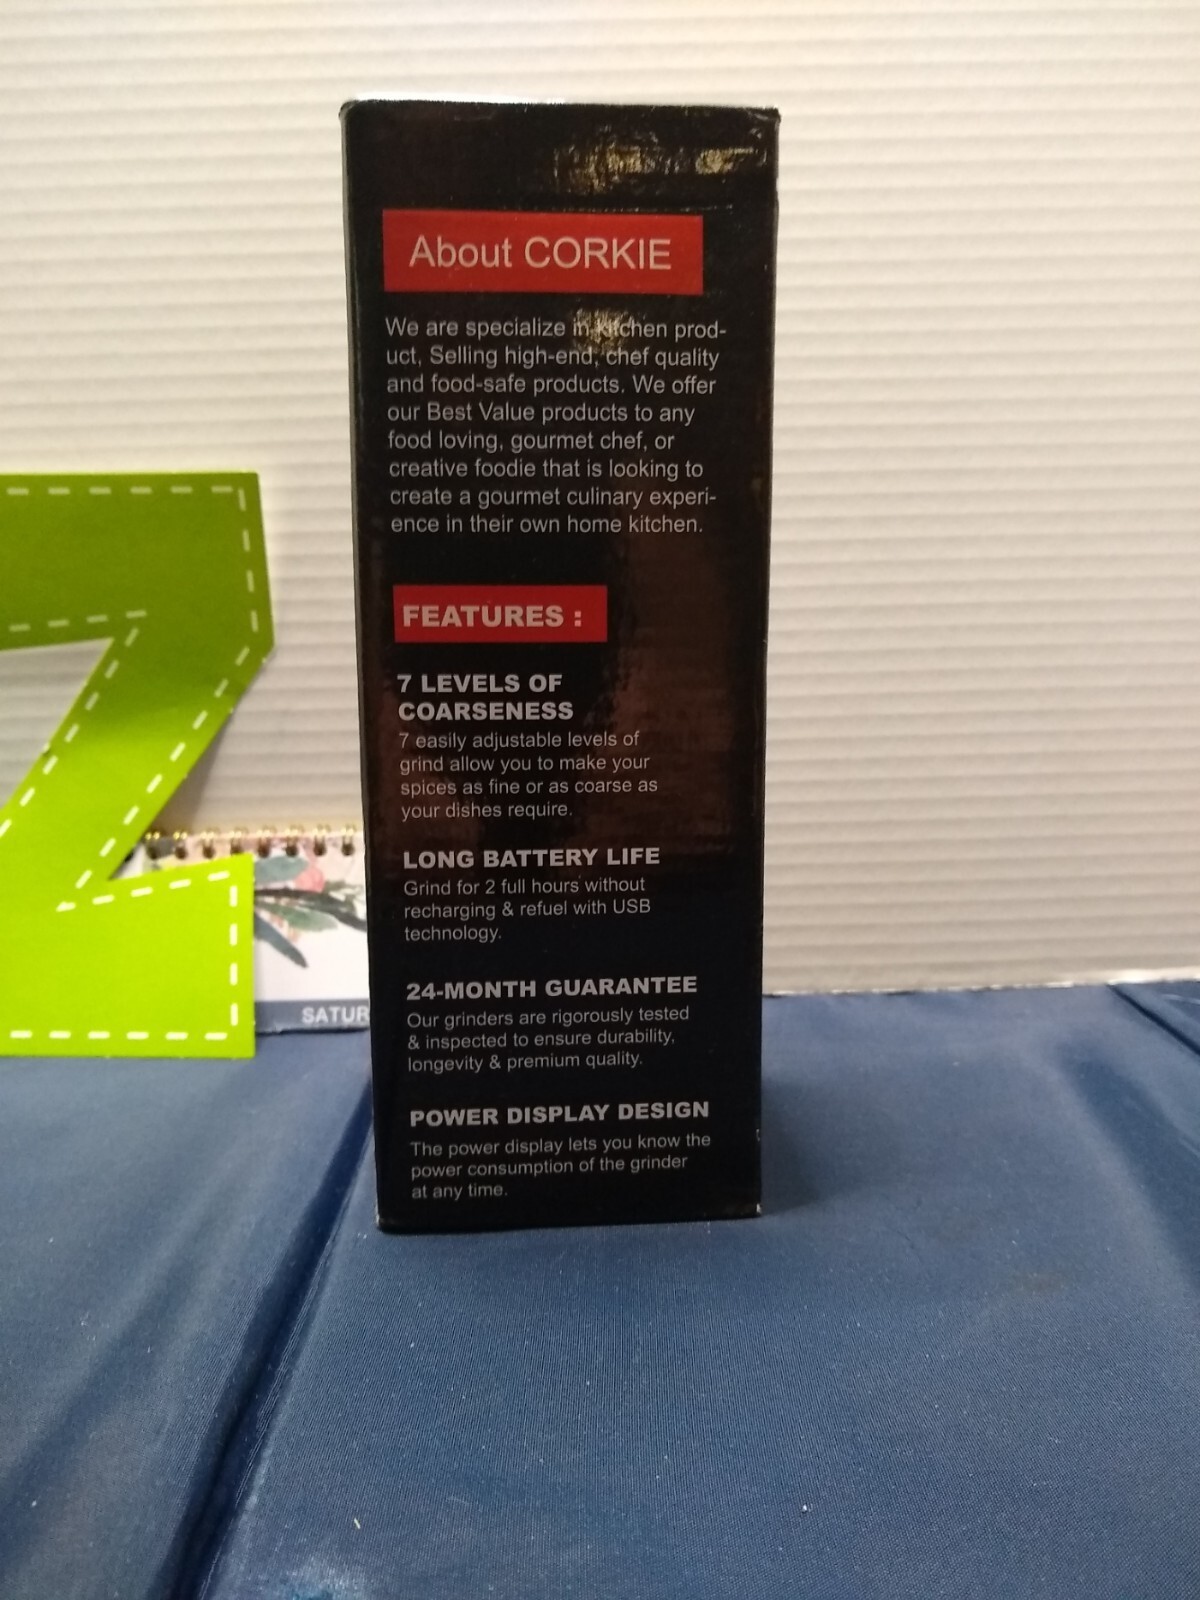 About CORKIE
We are specialize in kitchen prod-
uct, Selling high-end, chef quality
and food-safe products. We offer
our Best Value products to any
food loving, gourmet chef, or
creative foodie that is looking to
create a gourmet culinary experi-
ence in their own home kitchen.
FEATURES :
7 LEVELS OF
COARSENESS
7 easily adjustable levels of
grind allow you to make your
spices as fine or as coarse as
your dishes require.
LONG BATTERY LIFE
Grind for 2 full hours without
recharging & refuel with USB
technology.
24-MONTH GUARANTEE
Our grinders are rigorously tested
& inspected to ensure durability,
longevity & premium quality.
POWER DISPLAY DESIGN
The power display lets you know the
power consumption of the grinder
at any time.
Z
SATUR